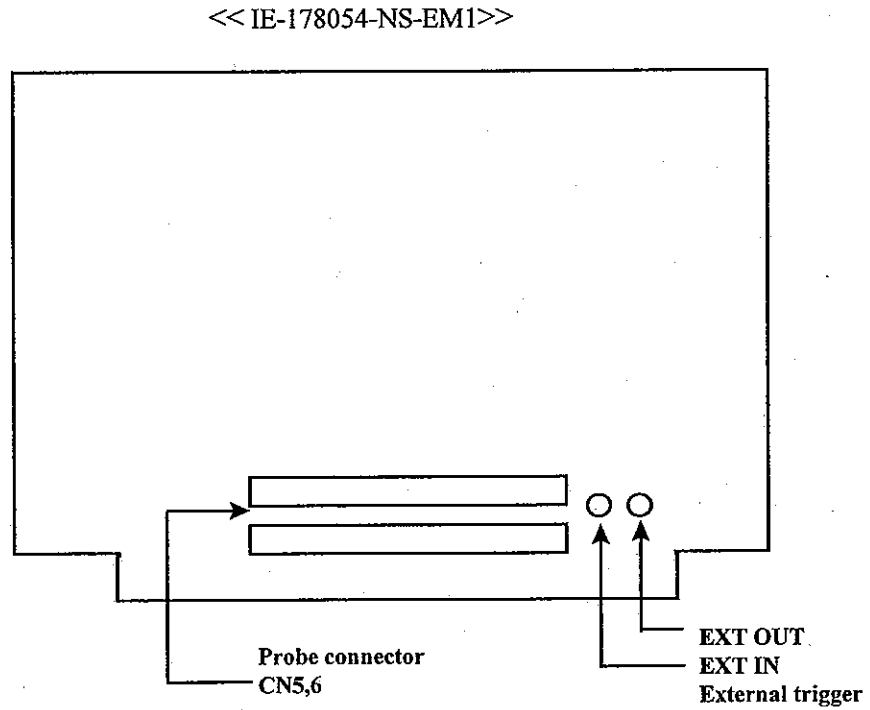 << IE-178054-NS-EM1>>
Probe connector
CN5,6
EXT OUT
EXT IN
External trigger